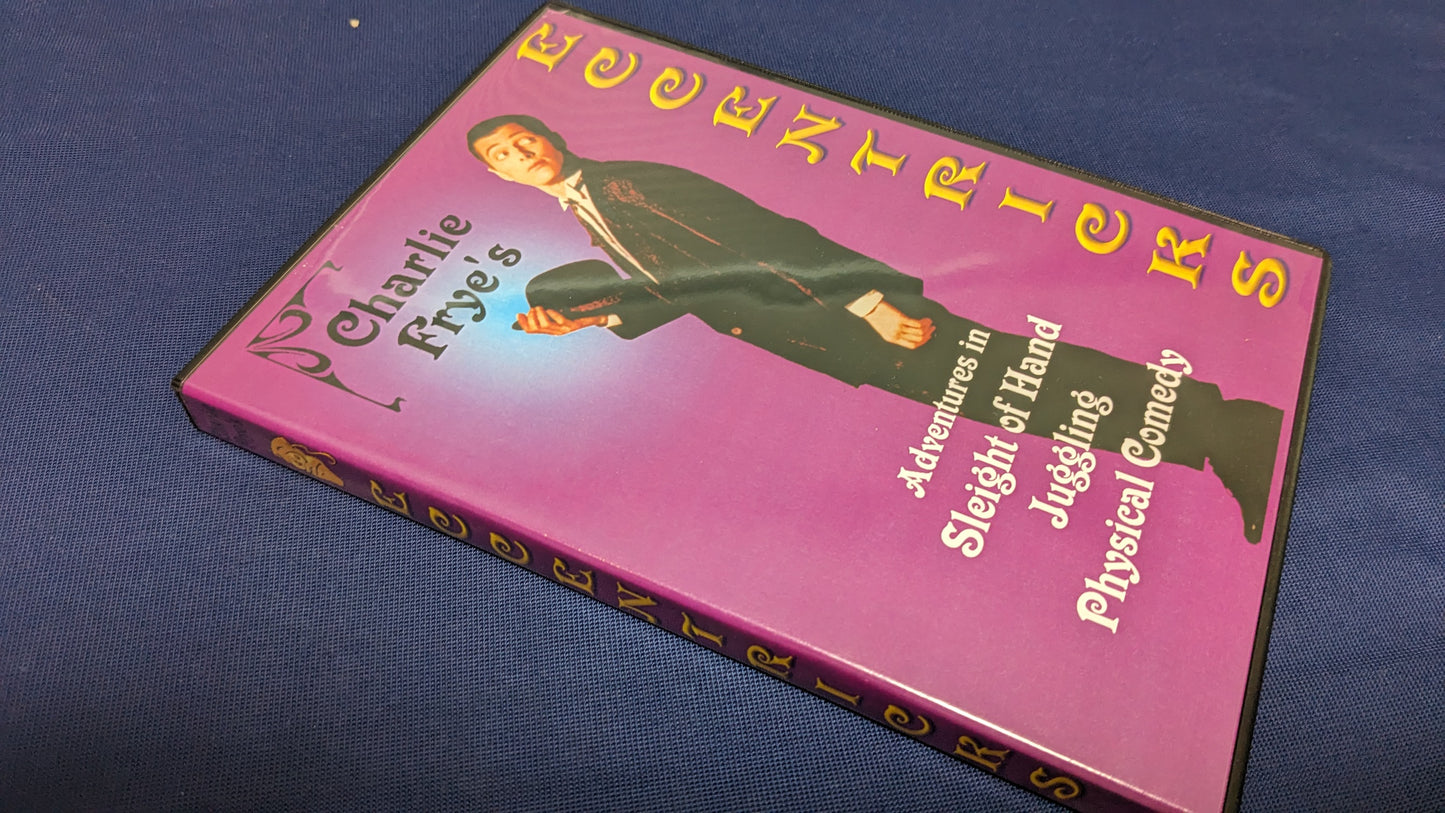 Charlie
Frye's
ECCENTRICKS
Adventures in
Sleight of Hand
Juggling
Physical Comedy
ECCENTRICKS